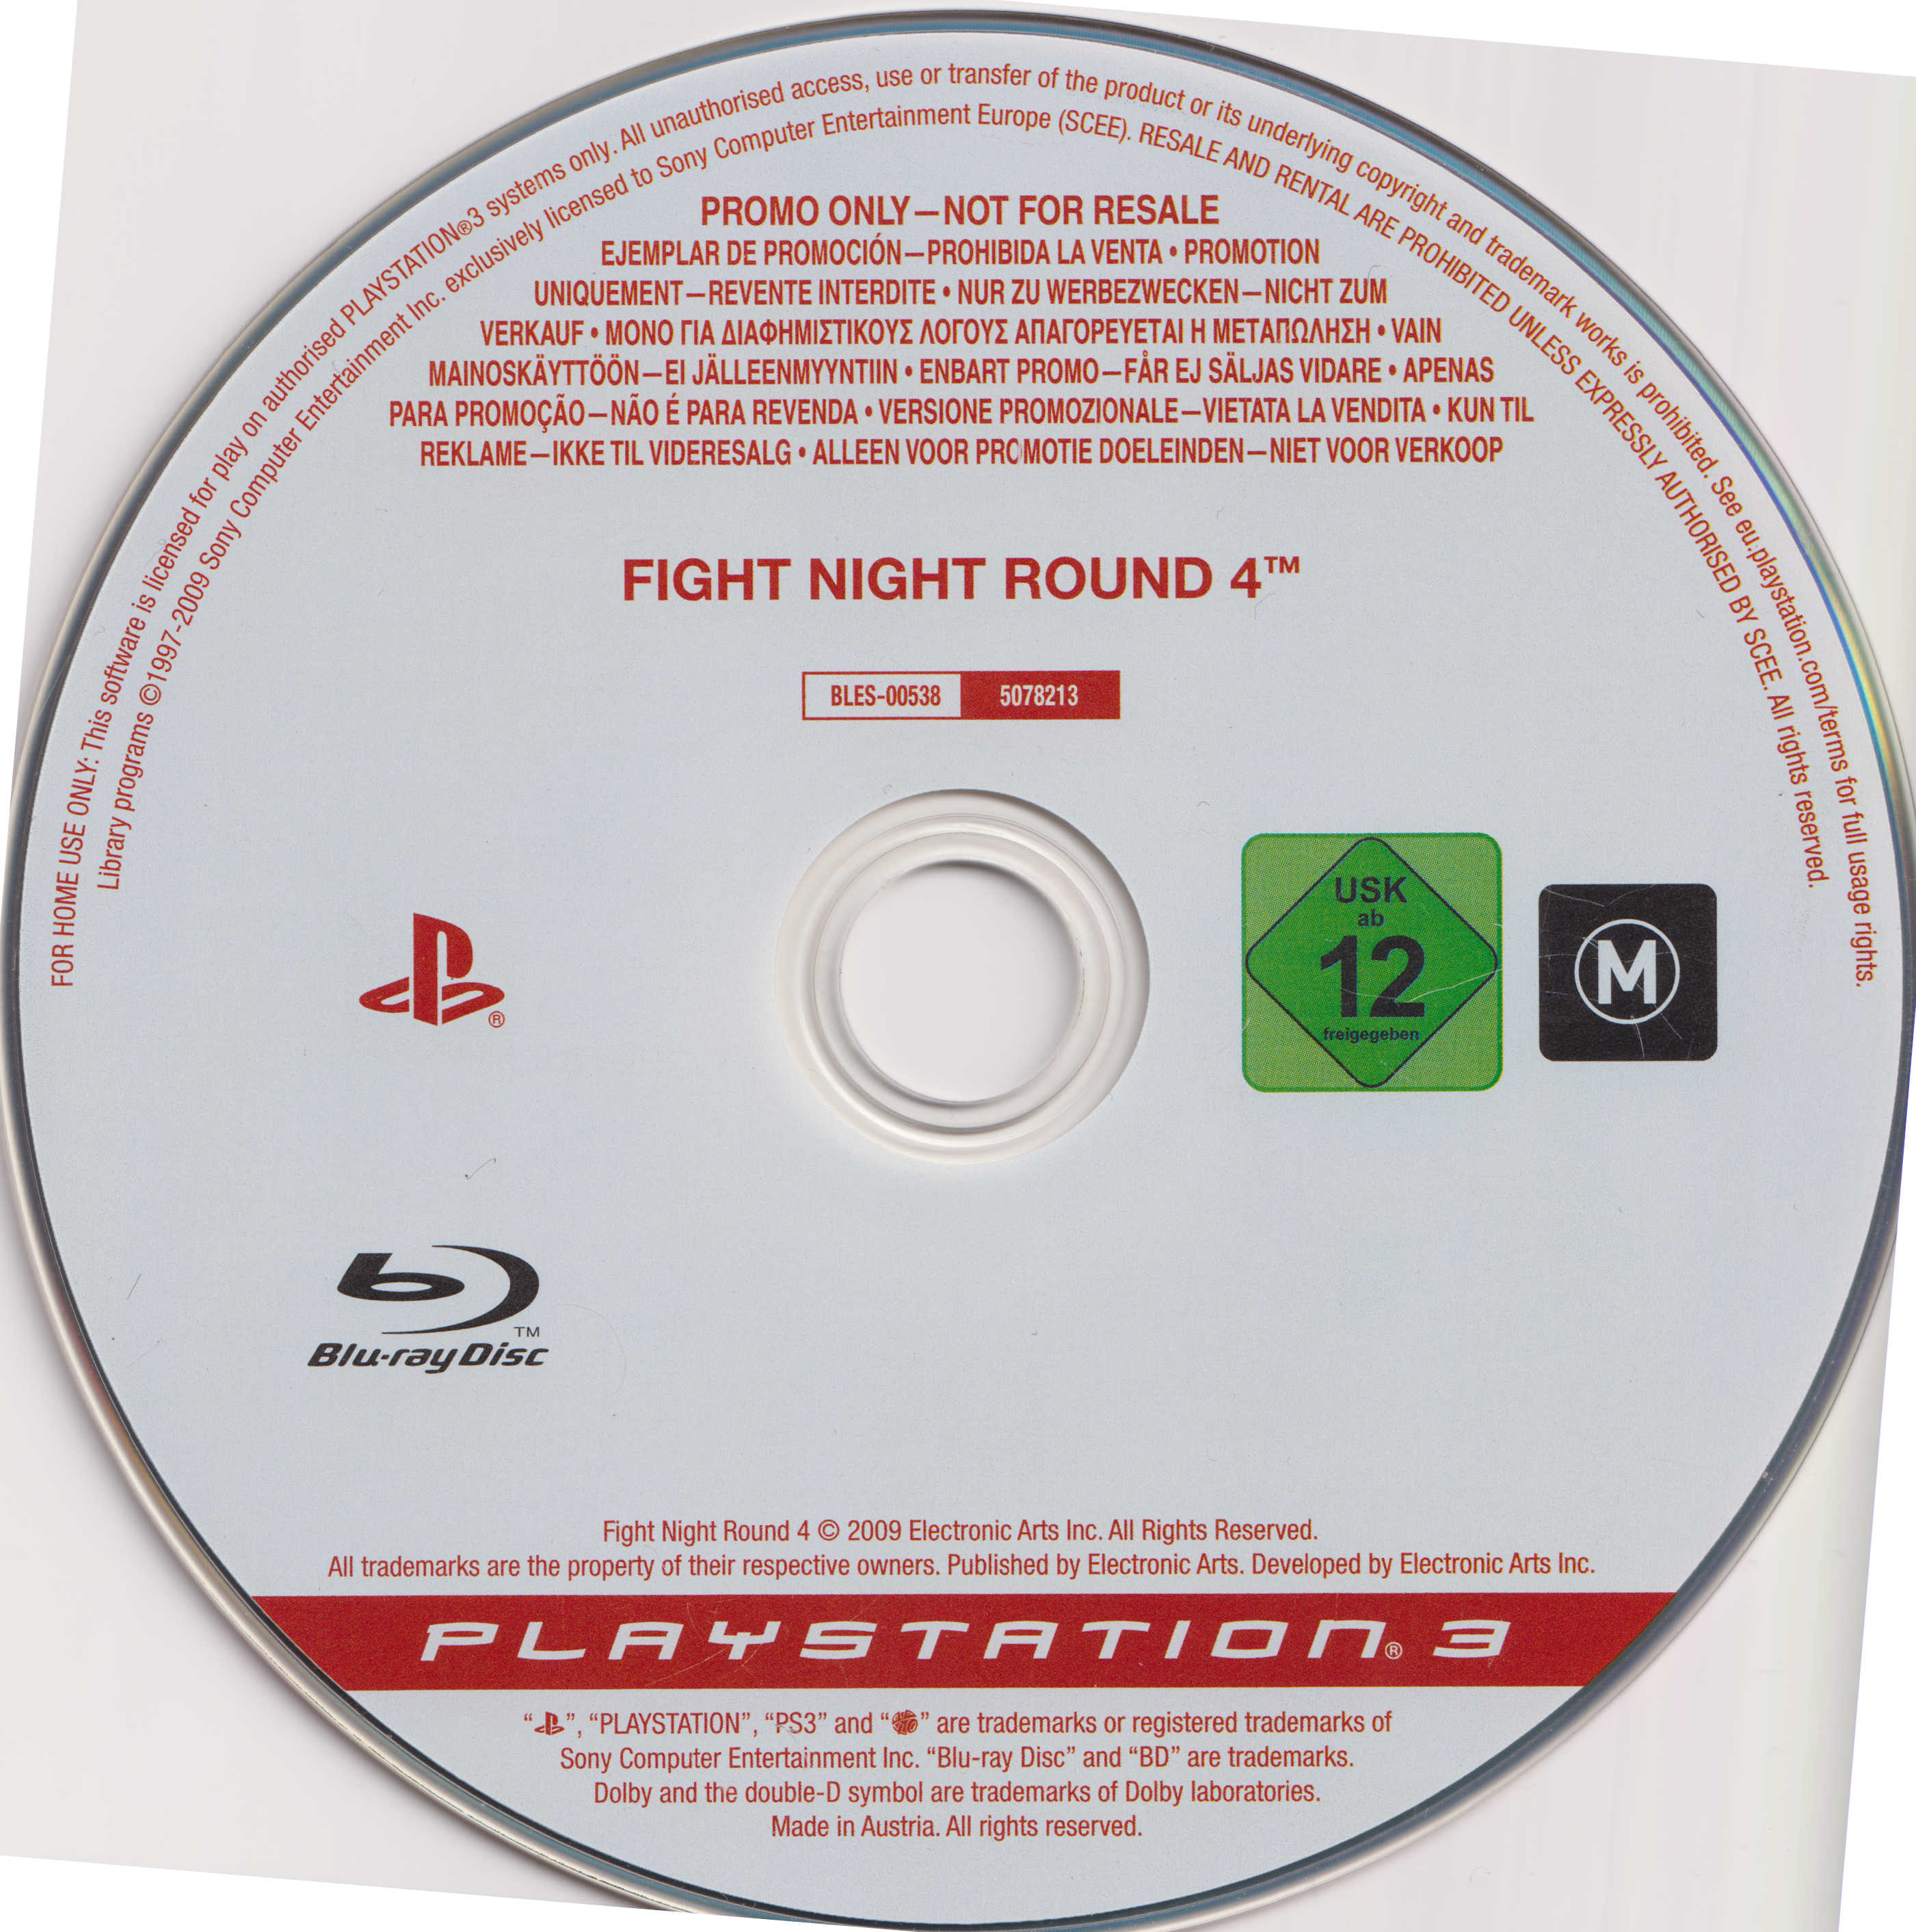 FOR HOME USE ONLY: This software is licensed for play on authorised PLAYSTATION®3 systems only. All unauthorised access, use or transfer of the product or its underlying copyright and trademark works is prohibited. See eu.playstation.com/terms for full usage rights.
Library programs ©1997-2009 Sony Computer Entertainment Inc. exclusively licensed to Sony Computer Entertainment Europe (SCEE). RESALE AND RENTAL ARE PROHIBITED UNLESS EXPRESSLY AUTHORISED BY SCEE. All rights reserved.
PROMO ONLY—NOT FOR RESALE
EJEMPLAR DE PROMOCIÓN—PROHIBIDA LA VENTA • PROMOTION
UNIQUEMENT—REVENTE INTERDITE • NUR ZU WERBEZWECKEN—NICHT ZUM
VERKAUF • ΜΟΝΟ ΓΙΑ ΔΙΑΦΗΜΙΣΤΙΚΟΥΣ ΛΟΓΟΥΣ ΑΠΑΓΟΡΕΥΕΤΑΙ Η ΜΕΤΑΠΩΛΗΣΗ • VAIN
MAINOSKÄYTTÖÖN—EI JÄLLEENMYYNTIIN • ENBART PROMO—FÅR EJ SÄLJAS VIDARE • APENAS
PARA PROMOÇÃO—NÃO É PARA REVENDA • VERSIONE PROMOZIONALE—VIETATA LA VENDITA • KUN TIL
REKLAME—IKKE TIL VIDERESALG • ALLEEN VOOR PROMOTIE DOELEINDEN—NIET VOOR VERKOOP
FIGHT NIGHT ROUND 4™
BLES-00538 5078213
USK
ab
12
freigegeben
M
®
TM
Blu-ray Disc
Fight Night Round 4 © 2009 Electronic Arts Inc. All Rights Reserved.
All trademarks are the property of their respective owners. Published by Electronic Arts. Developed by Electronic Arts Inc.
PLAYSTATION®3
“ ”, “PLAYSTATION”, “PS3” and “ ” are trademarks or registered trademarks of
Sony Computer Entertainment Inc. “Blu-ray Disc” and “BD” are trademarks.
Dolby and the double-D symbol are trademarks of Dolby laboratories.
Made in Austria. All rights reserved.